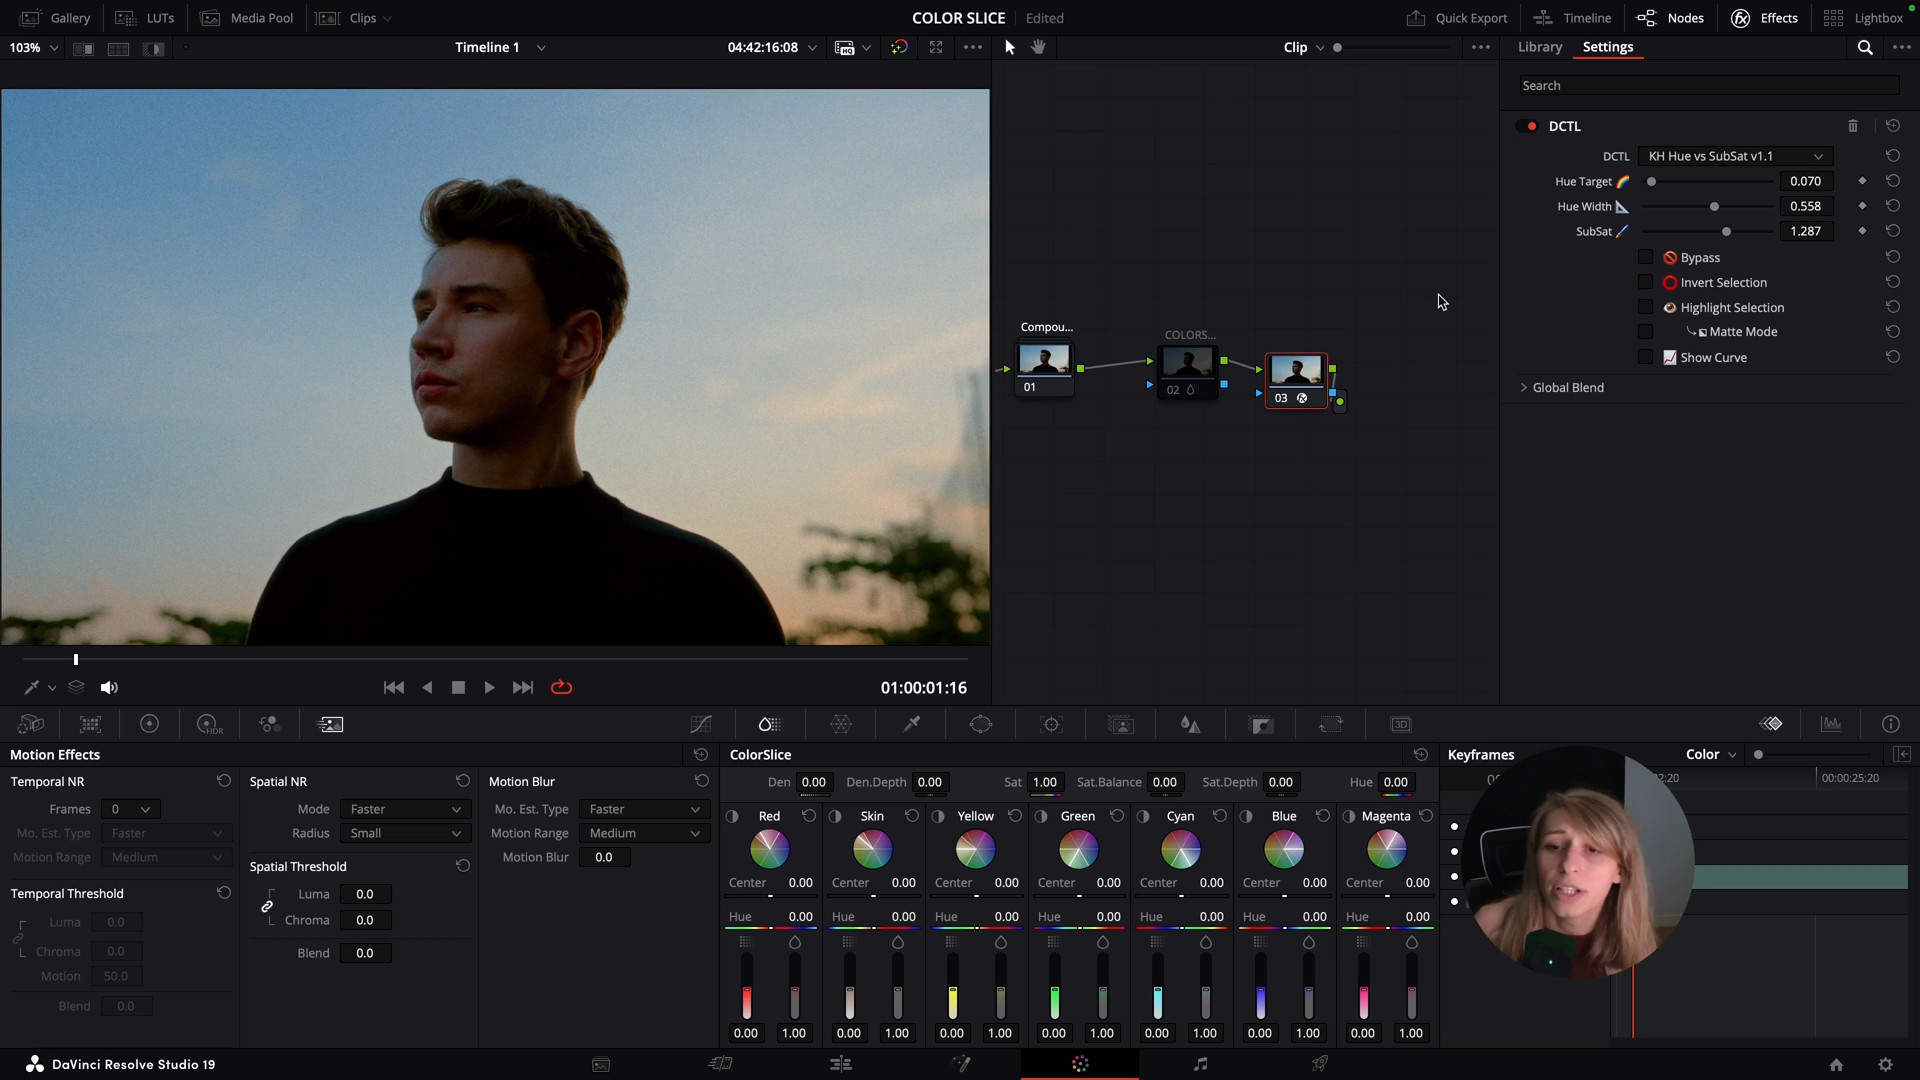 Gallery LUTs Media Pool Clips COLOR SLICE Edited Quick Export Timeline Nodes Effects Lightbox
103% Timeline 1 04:42:16:08 HQ Clip Library Settings
Search
DCTL
DCTL KH Hue vs SubSat v1.1
Hue Target 0.070
Hue Width 0.558
SubSat 1.287
Bypass
Invert Selection
Highlight Selection
Matte Mode
Show Curve
Global Blend
Compou...
01
COLORS...
02
03
01:00:01:16
HDR
3D
Motion Effects
Temporal NR
Frames 0
Mo. Est. Type Faster
Motion Range Medium
Temporal Threshold
Luma 0.0
Chroma 0.0
Motion 50.0
Blend 0.0
Spatial NR
Mode Faster
Radius Small
Spatial Threshold
Luma 0.0
Chroma 0.0
Blend 0.0
Motion Blur
Mo. Est. Type Faster
Motion Range Medium
Motion Blur 0.0
ColorSlice
Den 0.00 Den.Depth 0.00 Sat 1.00 Sat.Balance 0.00 Sat.Depth 0.00 Hue 0.00
Red Skin Yellow Green Cyan Blue Magenta
Center 0.00 Center 0.00 Center 0.00 Center 0.00 Center 0.00 Center 0.00 Center 0.00
Hue 0.00 Hue 0.00 Hue 0.00 Hue 0.00 Hue 0.00 Hue 0.00 Hue 0.00
0.00 1.00 0.00 1.00 0.00 1.00 0.00 1.00 0.00 1.00 0.00 1.00 0.00 1.00
Keyframes Color
00:00:25:20
DaVinci Resolve Studio 19